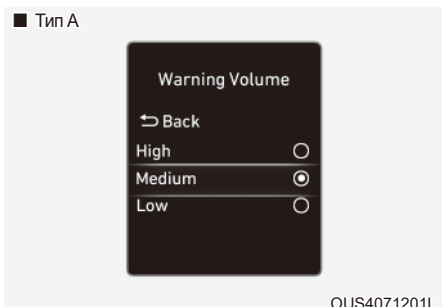 ■ Тип А
Warning Volume
⮌ Back
High
Medium
Low
OUS4071201L